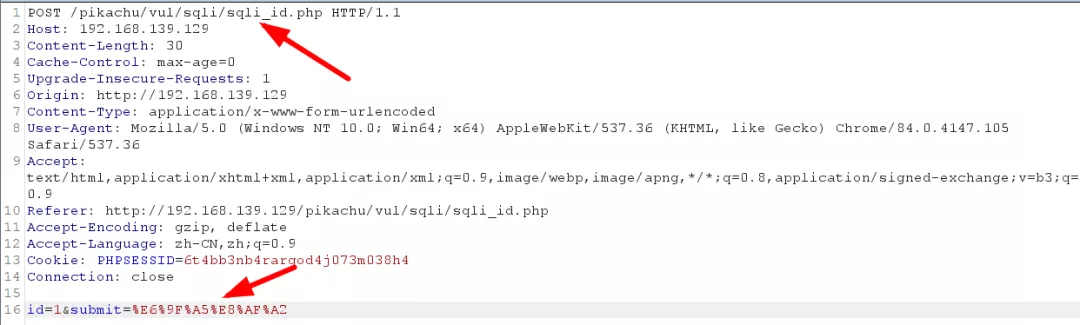 1 POST /pikachu/vul/sqli/sqli_id.php HTTP/1.1
2 Host: 192.168.139.129
3 Content-Length: 30
4 Cache-Control: max-age=0
5 Upgrade-Insecure-Requests: 1
6 Origin: http://192.168.139.129
7 Content-Type: application/x-www-form-urlencoded
8 User-Agent: Mozilla/5.0 (Windows NT 10.0; Win64; x64) AppleWebKit/537.36 (KHTML, like Gecko) Chrome/84.0.4147.105
Safari/537.36
9 Accept:
text/html,application/xhtml+xml,application/xml;q=0.9,image/webp,image/apng,*/*;q=0.8,application/signed-exchange;v=b3;q=
0.9
10 Referer: http://192.168.139.129/pikachu/vul/sqli/sqli_id.php
11 Accept-Encoding: gzip, deflate
12 Accept-Language: zh-CN,zh;q=0.9
13 Cookie: PHPSESSID=6t4bb3nb4rarqod4j073m038h4
14 Connection: close
15
16 id=1&submit=%E6%9F%A5%E8%AF%A2